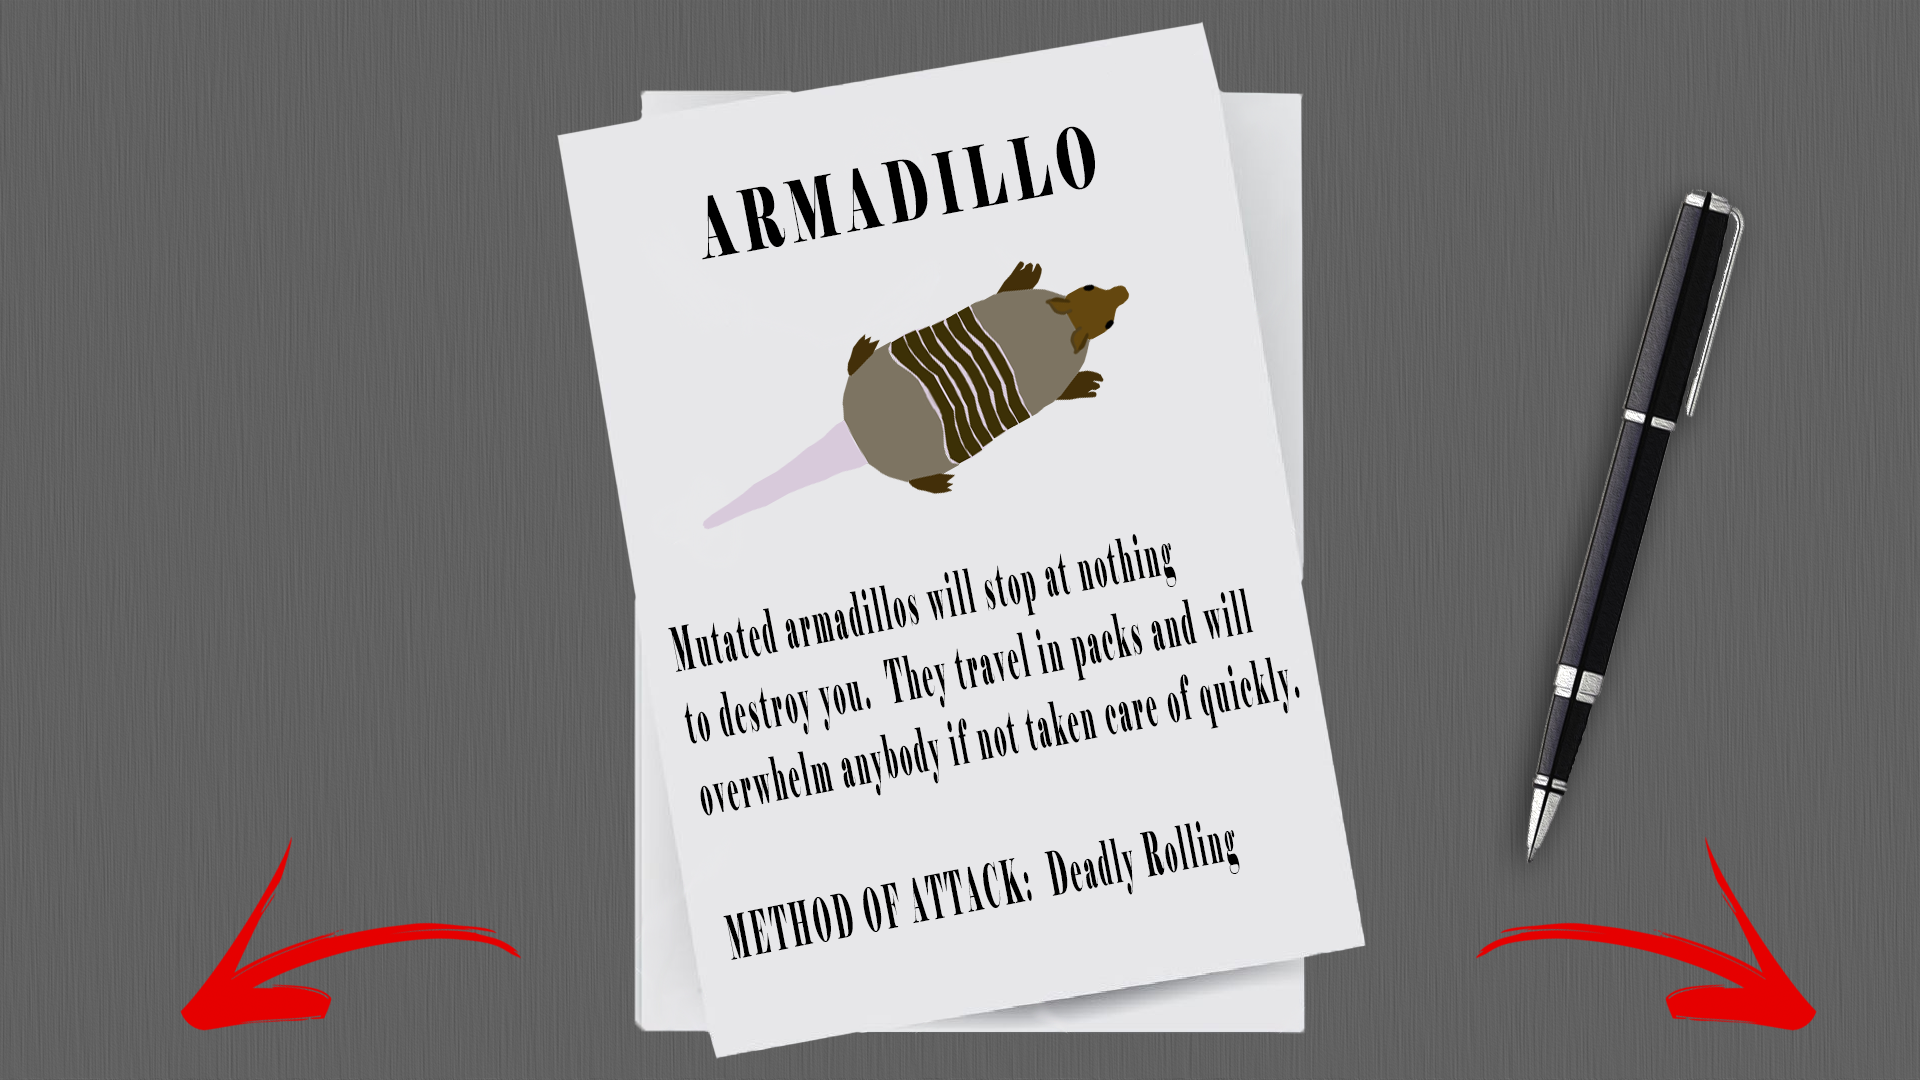 ARMADILLO
Mutated armadillos will stop at nothing
to destroy you.  They travel in packs and will
overwhelm anybody if not taken care of quickly.
METHOD OF ATTACK:  Deadly Rolling